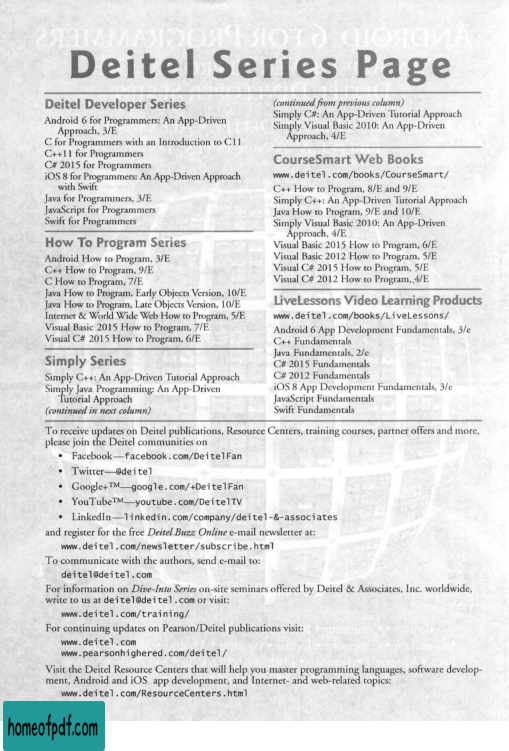 Deitel Series Page
Deitel Developer Series
Android 6 for Programmers: An App-Driven
Approach, 3/E
C for Programmers with an Introduction to C11
C++11 for Programmers
C# 2015 for Programmers
iOS 8 for Programmers: An App-Driven Approach
with Swift
Java for Programmers, 3/E
JavaScript for Programmers
Swift for Programmers
How To Program Series
Android How to Program, 3/E
C++ How to Program, 9/E
C How to Program, 7/E
Java How to Program, Early Objects Version, 10/E
Java How to Program, Late Objects Version, 10/E
Internet & World Wide Web How to Program, 5/E
Visual Basic 2015 How to Program, 7/E
Visual C# 2015 How to Program, 6/E
Simply Series
Simply C++: An App-Driven Tutorial Approach
Simply Java Programming: An App-Driven
Tutorial Approach
(continued in next column)
(continued from previous column)
Simply C#: An App-Driven Tutorial Approach
Simply Visual Basic 2010: An App-Driven
Approach, 4/E
CourseSmart Web Books
www.deitel.com/books/CourseSmart/
C++ How to Program, 8/E and 9/E
Simply C++: An App-Driven Tutorial Approach
Java How to Program, 9/E and 10/E
Simply Visual Basic 2010: An App-Driven
Approach, 4/E
Visual Basic 2015 How to Program, 6/E
Visual Basic 2012 How to Program, 5/E
Visual C# 2015 How to Program, 5/E
Visual C# 2012 How to Program, 4/E
LiveLessons Video Learning Products
www.deitel.com/books/LiveLessons/
Android 6 App Development Fundamentals, 3/e
C++ Fundamentals
Java Fundamentals, 2/e
C# 2015 Fundamentals
C# 2012 Fundamentals
iOS 8 App Development Fundamentals, 3/e
JavaScript Fundamentals
Swift Fundamentals
To receive updates on Deitel publications, Resource Centers, training courses, partner offers and more,
please join the Deitel communities on
• Facebook—facebook.com/DeitelFan
• Twitter—@deitel
• Google+™—google.com/+DeitelFan
• YouTube™—youtube.com/DeitelTV
• LinkedIn—linkedin.com/company/deitel-&-associates
and register for the free Deitel Buzz Online e-mail newsletter at:
www.deitel.com/newsletter/subscribe.html
To communicate with the authors, send e-mail to:
deitel@deitel.com
For information on Dive-Into Series on-site seminars offered by Deitel & Associates, Inc. worldwide,
write to us at deitel@deitel.com or visit:
www.deitel.com/training/
For continuing updates on Pearson/Deitel publications visit:
www.deitel.com
www.pearsonhighered.com/deitel/
Visit the Deitel Resource Centers that will help you master programming languages, software develop-
ment, Android and iOS app development, and Internet- and web-related topics:
www.deitel.com/ResourceCenters.html
homeofpdf.com